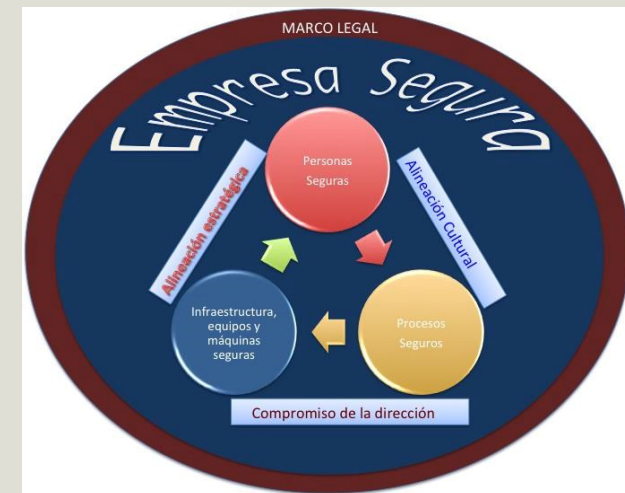 MARCO LEGAL
Empresa Segura
Personas
Seguras
Alineación estratégica
Alineación Cultural
Infraestructura,
equipos y
máquinas
seguras
Procesos
Seguros
Compromiso de la dirección